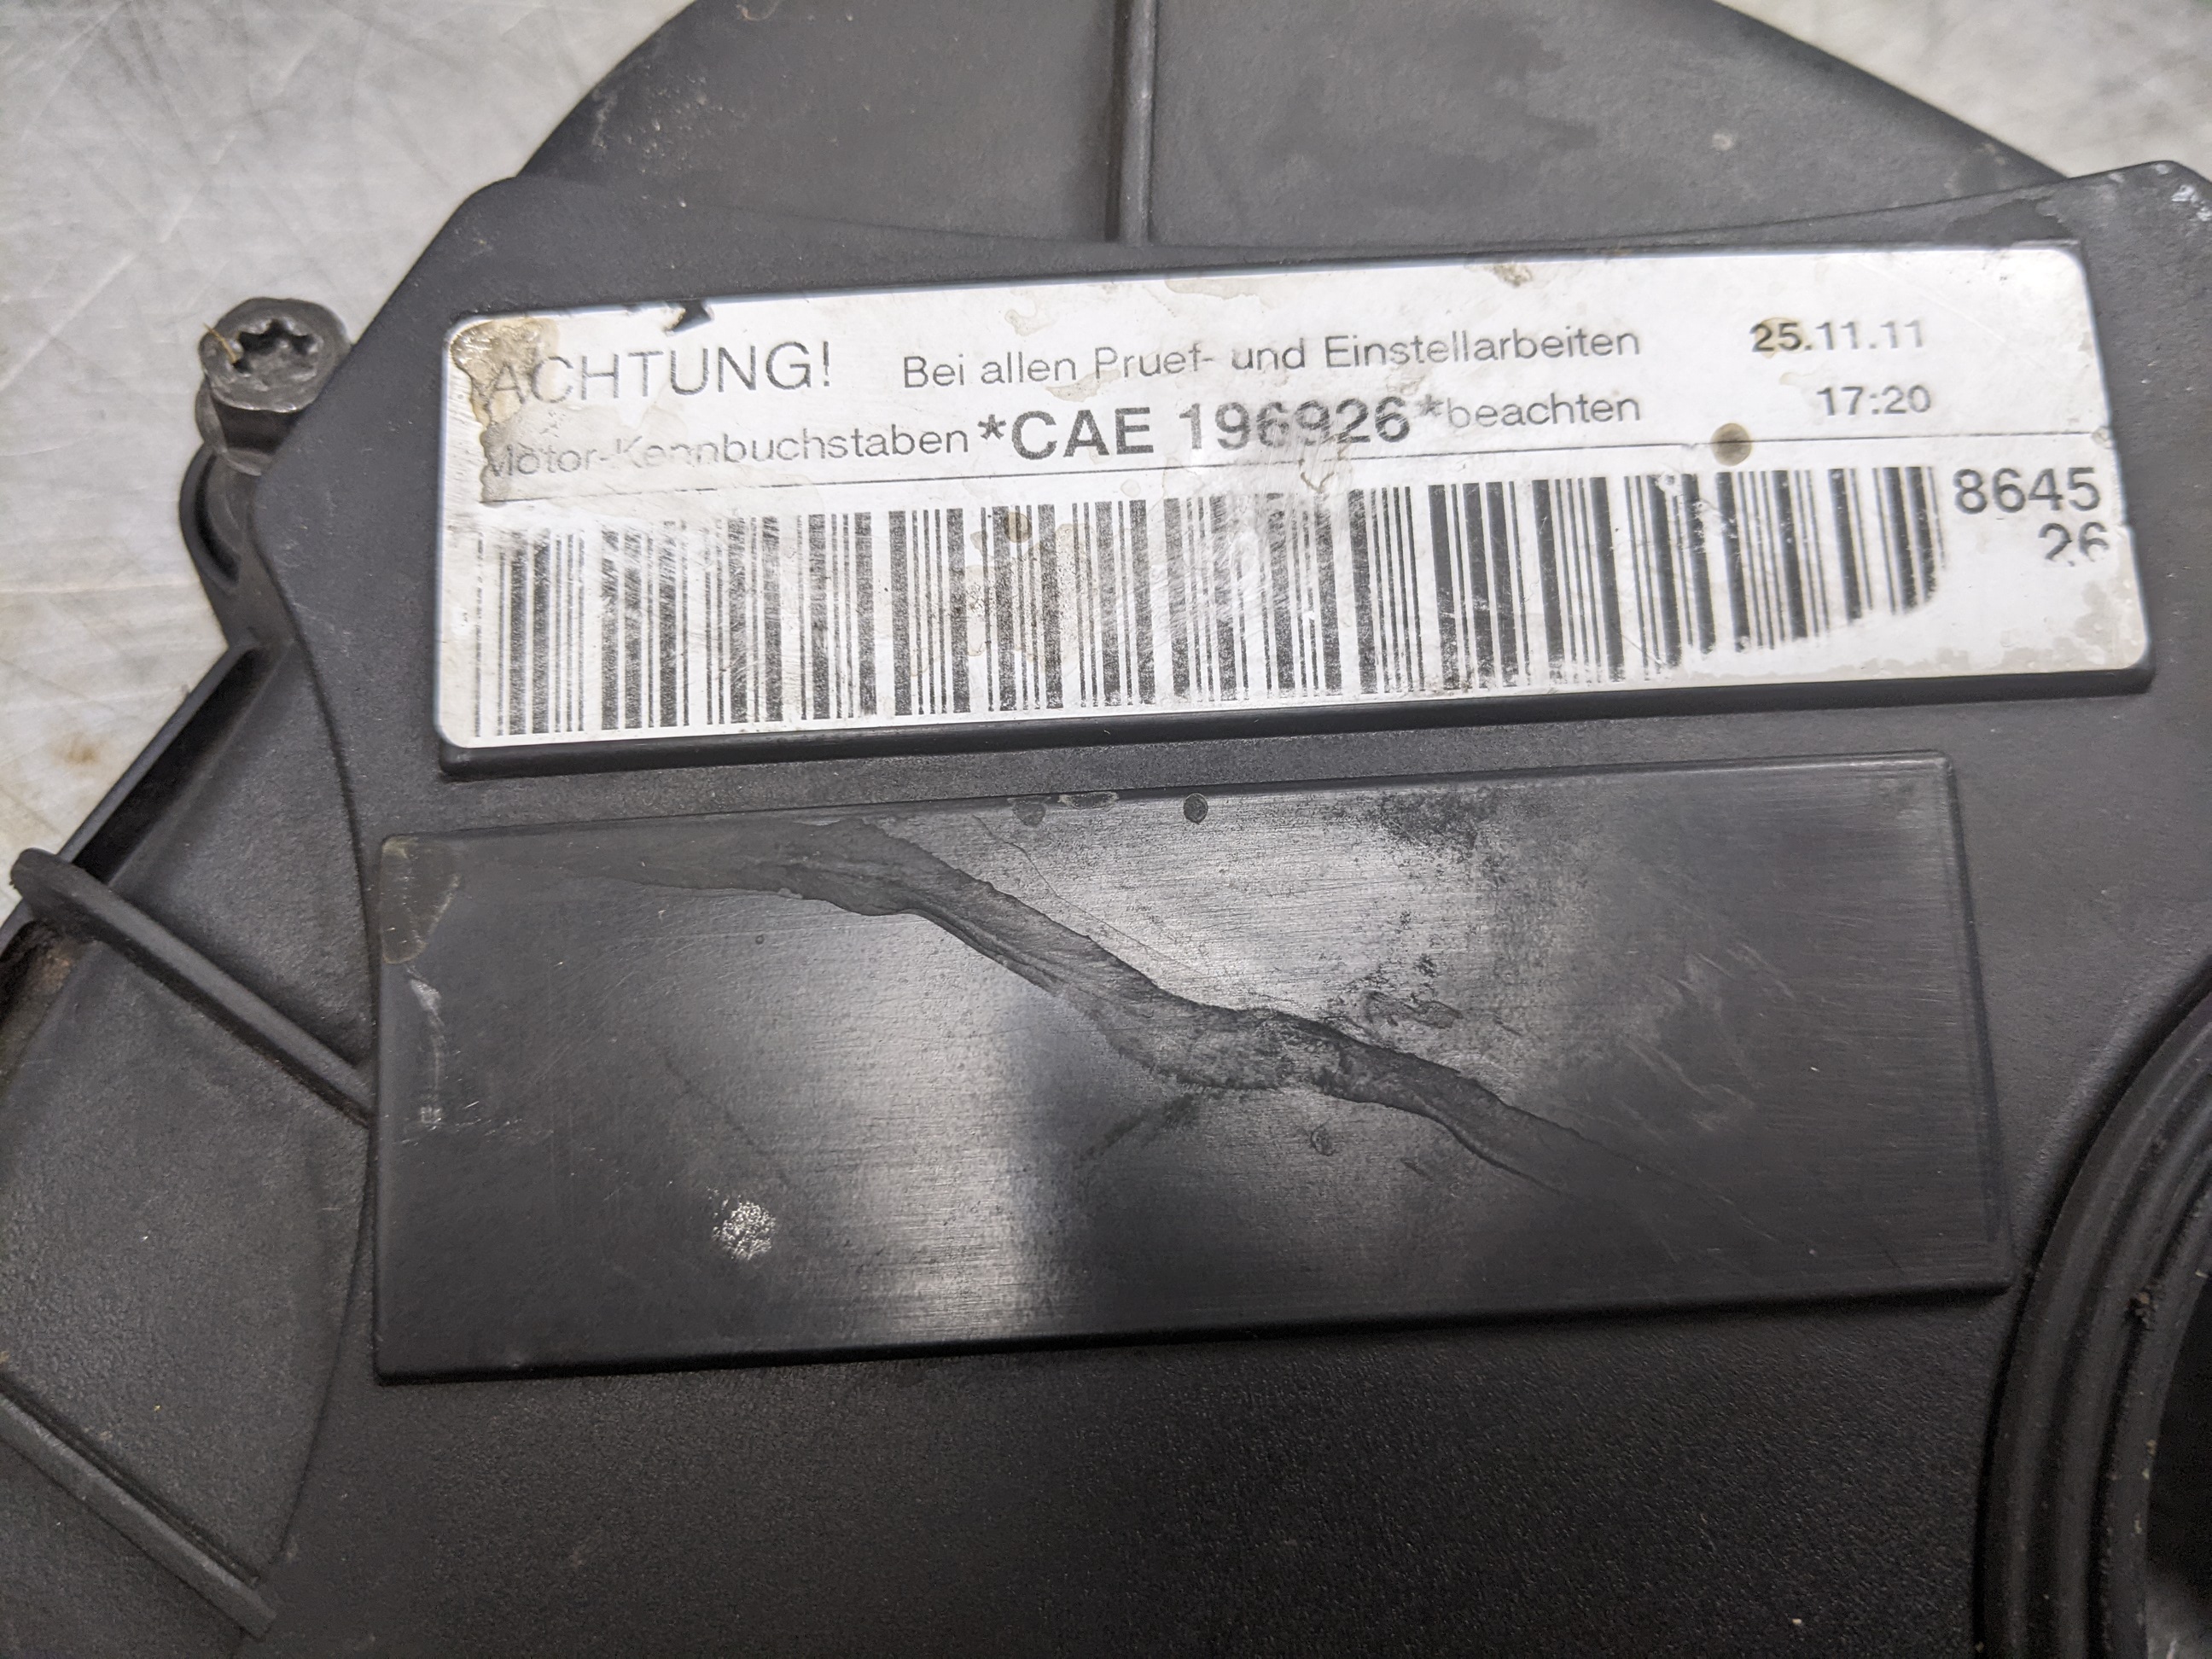 ACHTUNG! Bei allen Pruef- und Einstellarbeiten 25.11.11
Motor-Kennbuchstaben *CAE 196926* beachten 17:20
8645
26